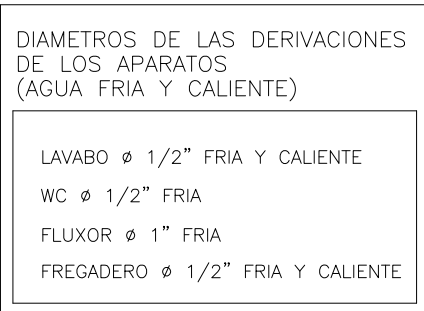 DIAMETROS DE LAS DERIVACIONES
DE LOS APARATOS
(AGUA FRIA Y CALIENTE)
LAVABO ø 1/2" FRIA Y CALIENTE
WC ø 1/2" FRIA
FLUXOR ø 1" FRIA
FREGADERO ø 1/2" FRIA Y CALIENTE